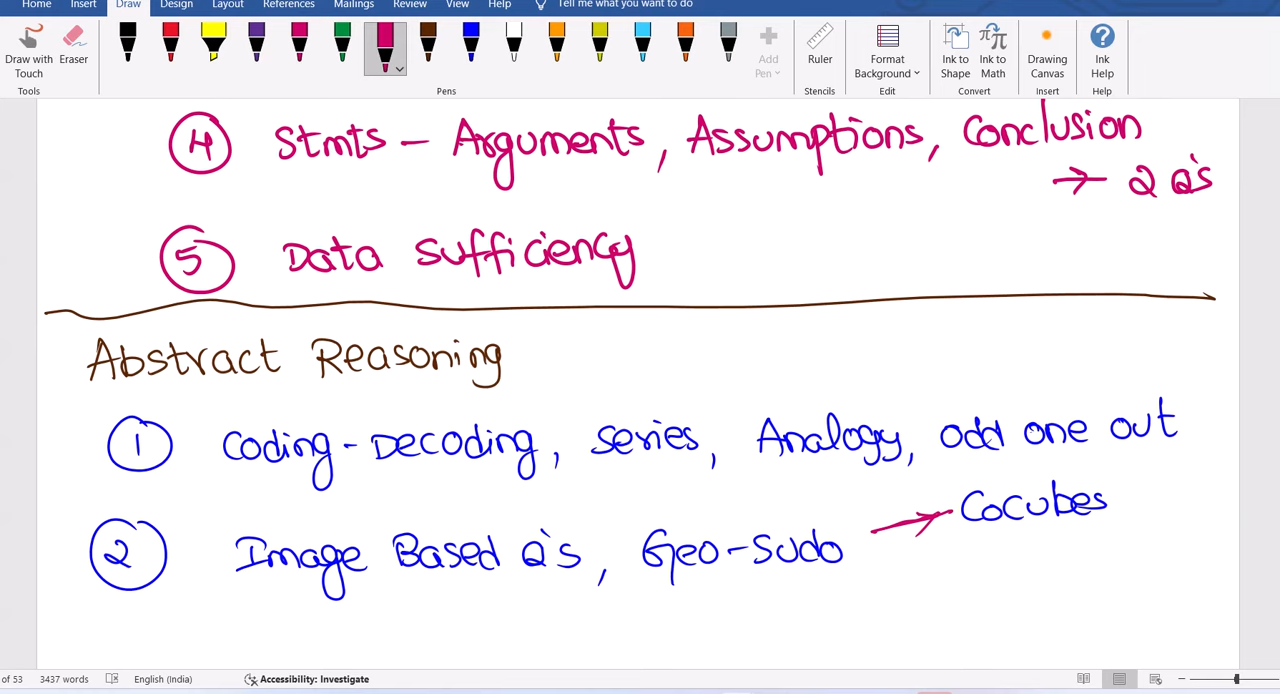 Home Insert Draw Design Layout References Mailings Review View Help Tell me what you want to do
Draw with Touch Eraser Add Pen Ruler Format Background Ink to Shape Ink to Math Drawing Canvas Ink Help
Tools Pens Stencils Edit Convert Insert Help
4 Stmts - Arguments, Assumptions, Conclusion
→ 2 Q's
5 Data Sufficiency
Abstract Reasoning
1 Coding-Decoding, Series, Analogy, odd one out
2 Image Based Q's, Geo-Sudo → Cocubes
of 53 3437 words English (India) Accessibility: Investigate